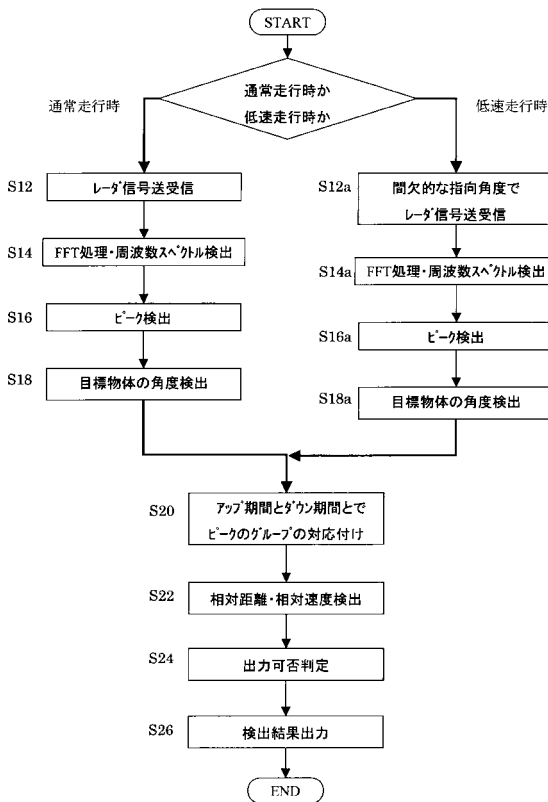 START
通常走行時か
低速走行時か
通常走行時
低速走行時
S12
レーダ信号送受信
S14
FFT処理・周波数スペクトル検出
S16
ピーク検出
S18
目標物体の角度検出
S12a
間欠的な指向角度で
レーダ信号送受信
S14a
FFT処理・周波数スペクトル検出
S16a
ピーク検出
S18a
目標物体の角度検出
S20
アップ期間とダウン期間とで
ピークのグループの対応付け
S22
相対距離・相対速度検出
S24
出力可否判定
S26
検出結果出力
END